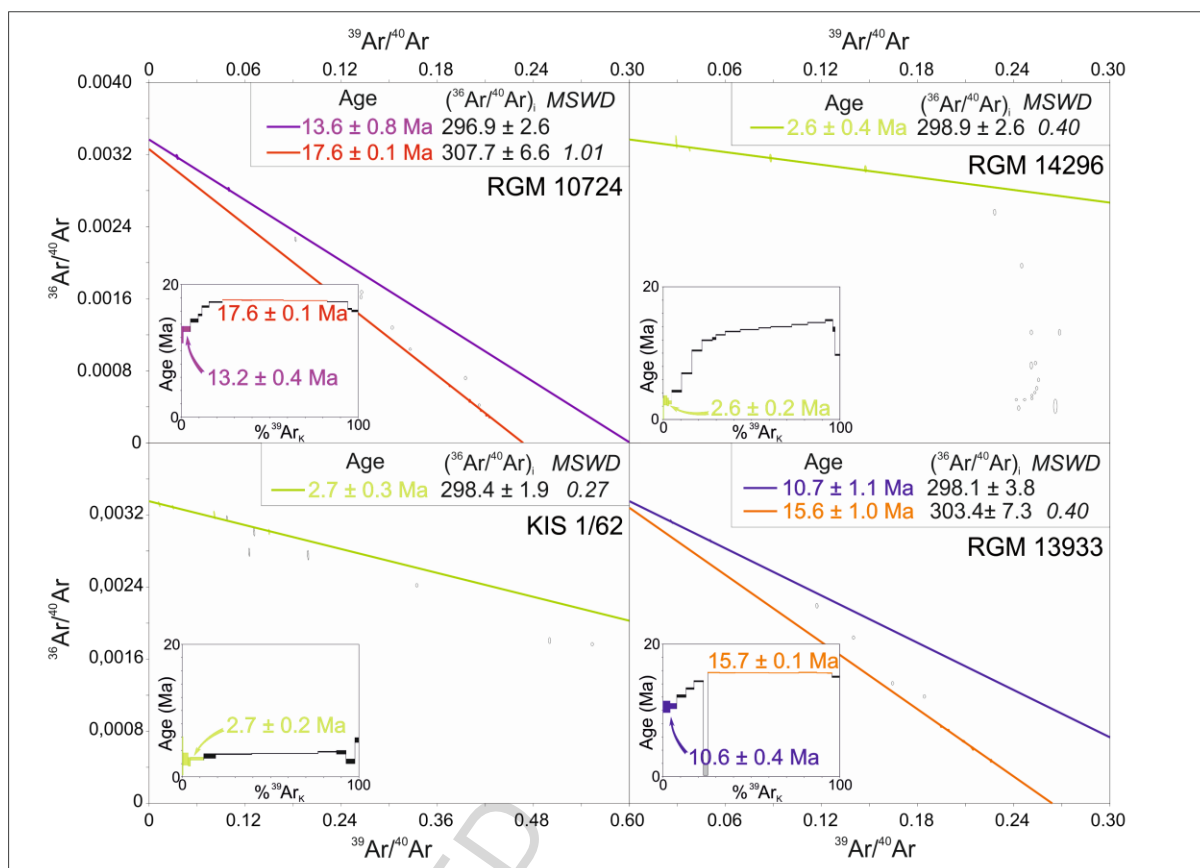 ³⁹Ar/⁴⁰Ar ³⁹Ar/⁴⁰Ar
0 0.06 0.12 0.18 0.24 0.30 0.06 0.12 0.18 0.24 0.30
0.0040
0.0032
0.0024
0.0016
0.0008
0
³⁶Ar/⁴⁰Ar
Age (³⁶Ar/⁴⁰Ar)ᵢ MSWD
13.6 ± 0.8 Ma 296.9 ± 2.6
17.6 ± 0.1 Ma 307.7 ± 6.6 1.01
RGM 10724
20
0
Age (Ma)
17.6 ± 0.1 Ma
13.2 ± 0.4 Ma
0 100
% ³⁹Arₖ
Age (³⁶Ar/⁴⁰Ar)ᵢ MSWD
2.6 ± 0.4 Ma 298.9 ± 2.6 0.40
RGM 14296
20
0
Age (Ma)
2.6 ± 0.2 Ma
0 100
% ³⁹Arₖ
0,0032
0,0024
0,0016
0,0008
0
³⁶Ar/⁴⁰Ar
Age (³⁶Ar/⁴⁰Ar)ᵢ MSWD
2.7 ± 0.3 Ma 298.4 ± 1.9 0.27
KIS 1/62
20
0
Age (Ma)
2.7 ± 0.2 Ma
0 100
% ³⁹Arₖ
Age (³⁶Ar/⁴⁰Ar)ᵢ MSWD
10.7 ± 1.1 Ma 298.1 ± 3.8
15.6 ± 1.0 Ma 303.4± 7.3 0.40
RGM 13933
20
0
Age (Ma)
15.7 ± 0.1 Ma
10.6 ± 0.4 Ma
0 100
% ³⁹Arₖ
0 0.12 0.24 0.36 0.48 0.60 0.06 0.12 0.18 0.24 0.30
³⁹Ar/⁴⁰Ar ³⁹Ar/⁴⁰Ar